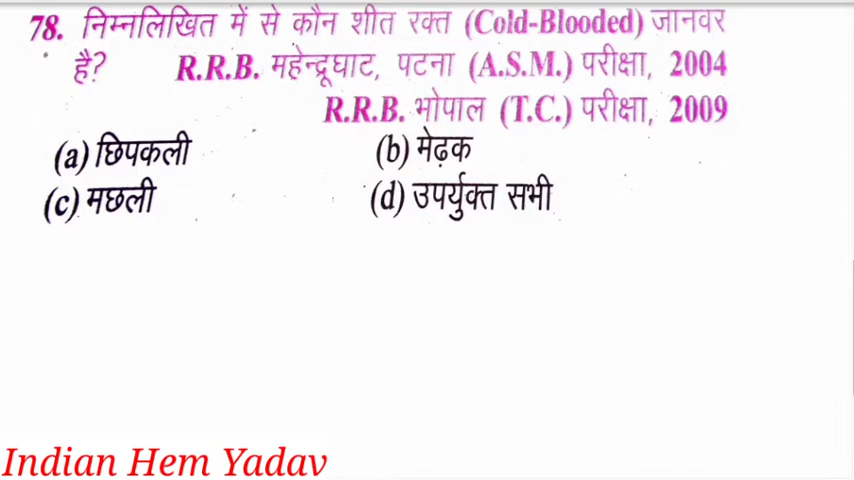 78. निम्नलिखित में से कौन शीत रक्त (Cold-Blooded) जानवर
है? R.R.B. महेन्द्रूघाट, पटना (A.S.M.) परीक्षा, 2004
R.R.B. भोपाल (T.C.) परीक्षा, 2009
(a) छिपकली (b) मेढ़क
(c) मछली (d) उपर्युक्त सभी
Indian Hem Yadav